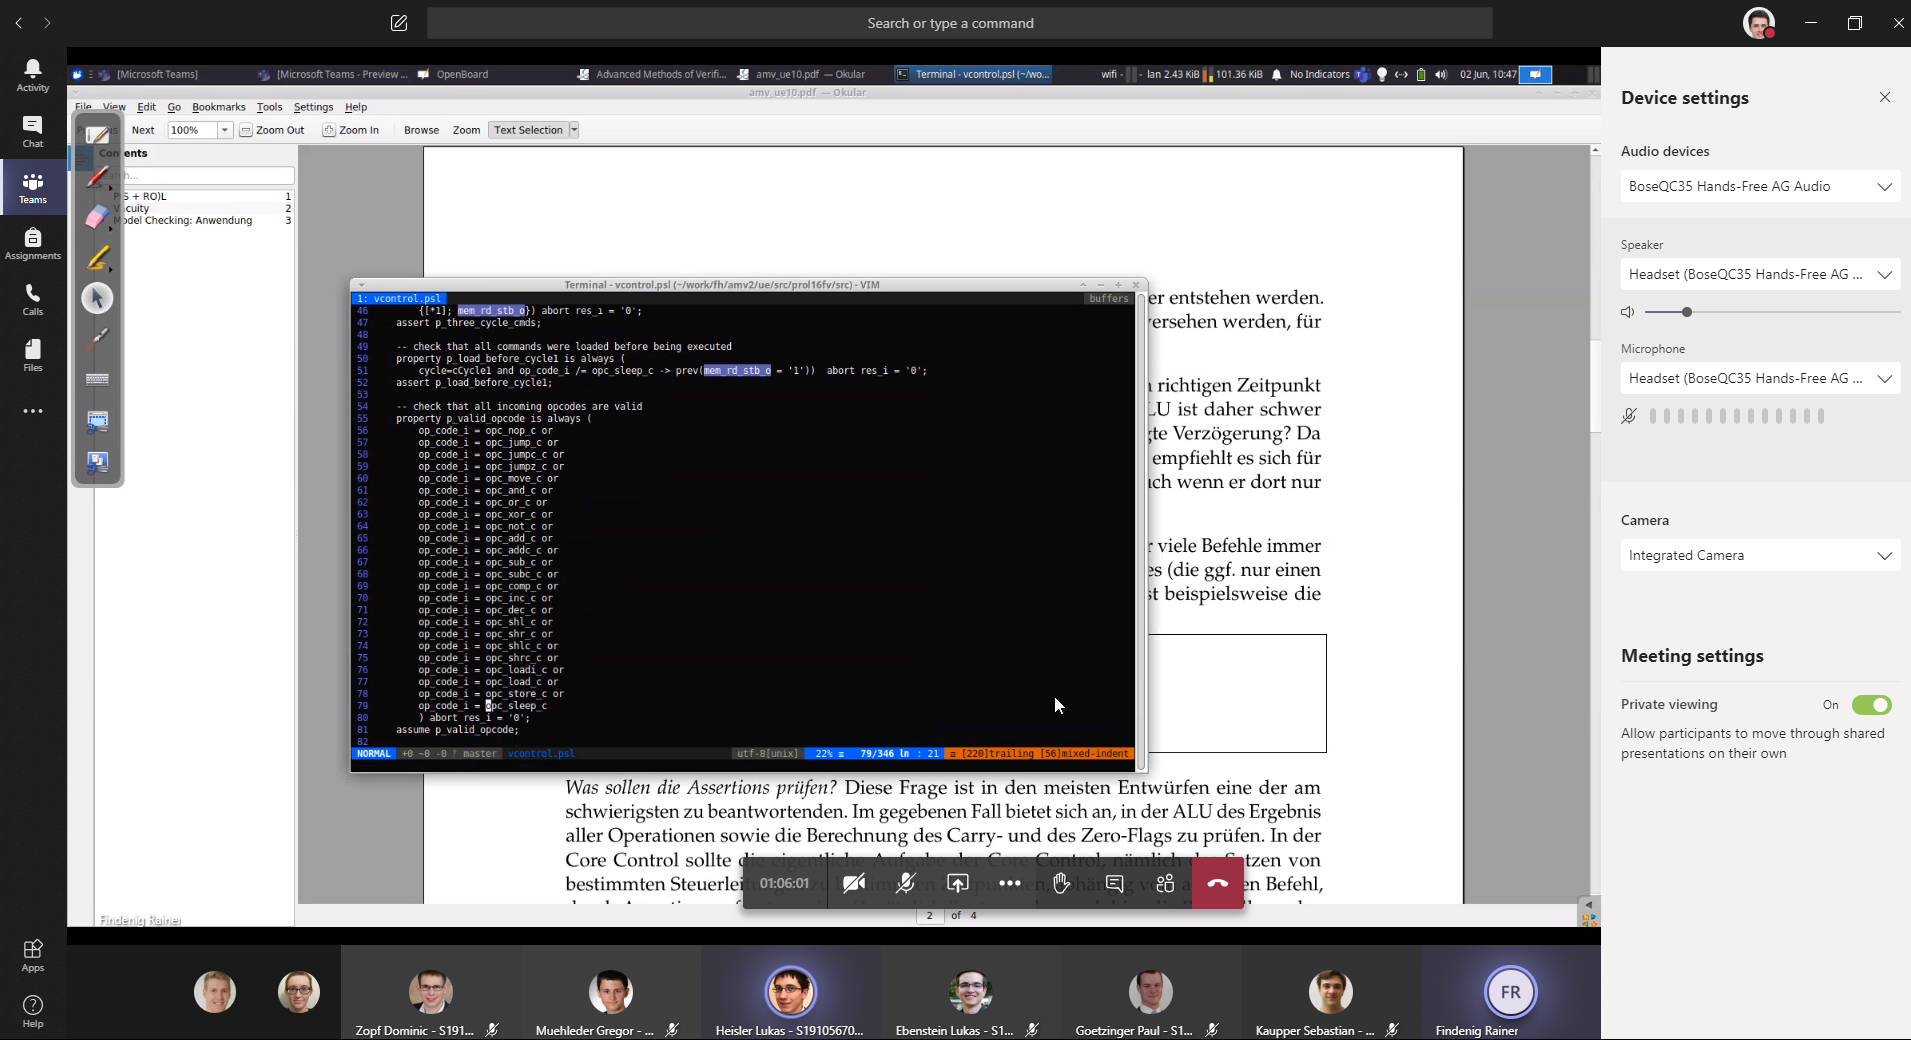 Search or type a command
Activity
Chat
Teams
Assignments
Calls
Files
Apps
Help
[Microsoft Teams]
[Microsoft Teams - Preview ...
OpenBoard
Advanced Methods of Verifi...
amv_ue10.pdf — Okular
Terminal - vcontrol.psl (~/wo...
wifi -
lan 2.43 KiB
101.36 KiB
No Indicators
02 Jun, 10:47
amv_ue10.pdf — Okular
File View Edit Go Bookmarks Tools Settings Help
Next
100%
Zoom Out
Zoom In
Browse
Zoom
Text Selection
Contents
1
2
Model Checking: Anwendung 3
er entstehen werden.
versehen werden, für
richtigen Zeitpunkt
LU ist daher schwer
gte Verzögerung? Da
empfiehlt es sich für
uch wenn er dort nur
r viele Befehle immer
es (die ggf. nur einen
st beispielsweise die
Terminal - vcontrol.psl (~/work/fh/amv2/ue/src/prol16fv/src) - VIM
1: vcontrol.psl
buffers
46 {[*1]; mem_rd_stb_o}) abort res_i = '0';
47 assert p_three_cycle_cmds;
48
49 -- check that all commands were loaded before being executed
50 property p_load_before_cycle1 is always (
51 cycle=cCycle1 and op_code_i /= opc_sleep_c -> prev(mem_rd_stb_o = '1')) abort res_i = '0';
52 assert p_load_before_cycle1;
53
54 -- check that all incoming opcodes are valid
55 property p_valid_opcode is always (
56 op_code_i = opc_nop_c or
57 op_code_i = opc_jump_c or
58 op_code_i = opc_jumpc_c or
59 op_code_i = opc_jumpz_c or
60 op_code_i = opc_move_c or
61 op_code_i = opc_and_c or
62 op_code_i = opc_or_c or
63 op_code_i = opc_xor_c or
64 op_code_i = opc_not_c or
65 op_code_i = opc_add_c or
66 op_code_i = opc_addc_c or
67 op_code_i = opc_sub_c or
68 op_code_i = opc_subc_c or
69 op_code_i = opc_comp_c or
70 op_code_i = opc_inc_c or
71 op_code_i = opc_dec_c or
72 op_code_i = opc_shl_c or
73 op_code_i = opc_shr_c or
74 op_code_i = opc_shlc_c or
75 op_code_i = opc_shrc_c or
76 op_code_i = opc_loadi_c or
77 op_code_i = opc_load_c or
78 op_code_i = opc_store_c or
79 op_code_i = opc_sleep_c
80 ) abort res_i = '0';
81 assume p_valid_opcode;
82
NORMAL +0 ~0 -0 master vcontrol.psl utf-8[unix] 22% ≡ 79/346 ln : 21 ≡ [220]trailing [56]mixed-indent
Was sollen die Assertions prüfen? Diese Frage ist in den meisten Entwürfen eine der am
schwierigsten zu beantwortenden. Im gegebenen Fall bietet sich an, in der ALU des Ergebnis
aller Operationen sowie die Berechnung des Carry- und des Zero-Flags zu prüfen. In der
Core Control sollte die eigentliche Aufgabe der Core Control, nämlich das Setzen von
bestimmten Steuerlei en Befehl,
01:06:01
2 of 4
Findenig Rainer
Zopf Dominic - S191...
Muehleder Gregor - ...
Heisler Lukas - S19105670...
Ebenstein Lukas - S1...
Goetzinger Paul - S1...
Kaupper Sebastian - ...
FR
Findenig Rainer
Device settings
Audio devices
BoseQC35 Hands-Free AG Audio
Speaker
Headset (BoseQC35 Hands-Free AG ...
Microphone
Headset (BoseQC35 Hands-Free AG ...
Camera
Integrated Camera
Meeting settings
Private viewing On
Allow participants to move through shared
presentations on their own